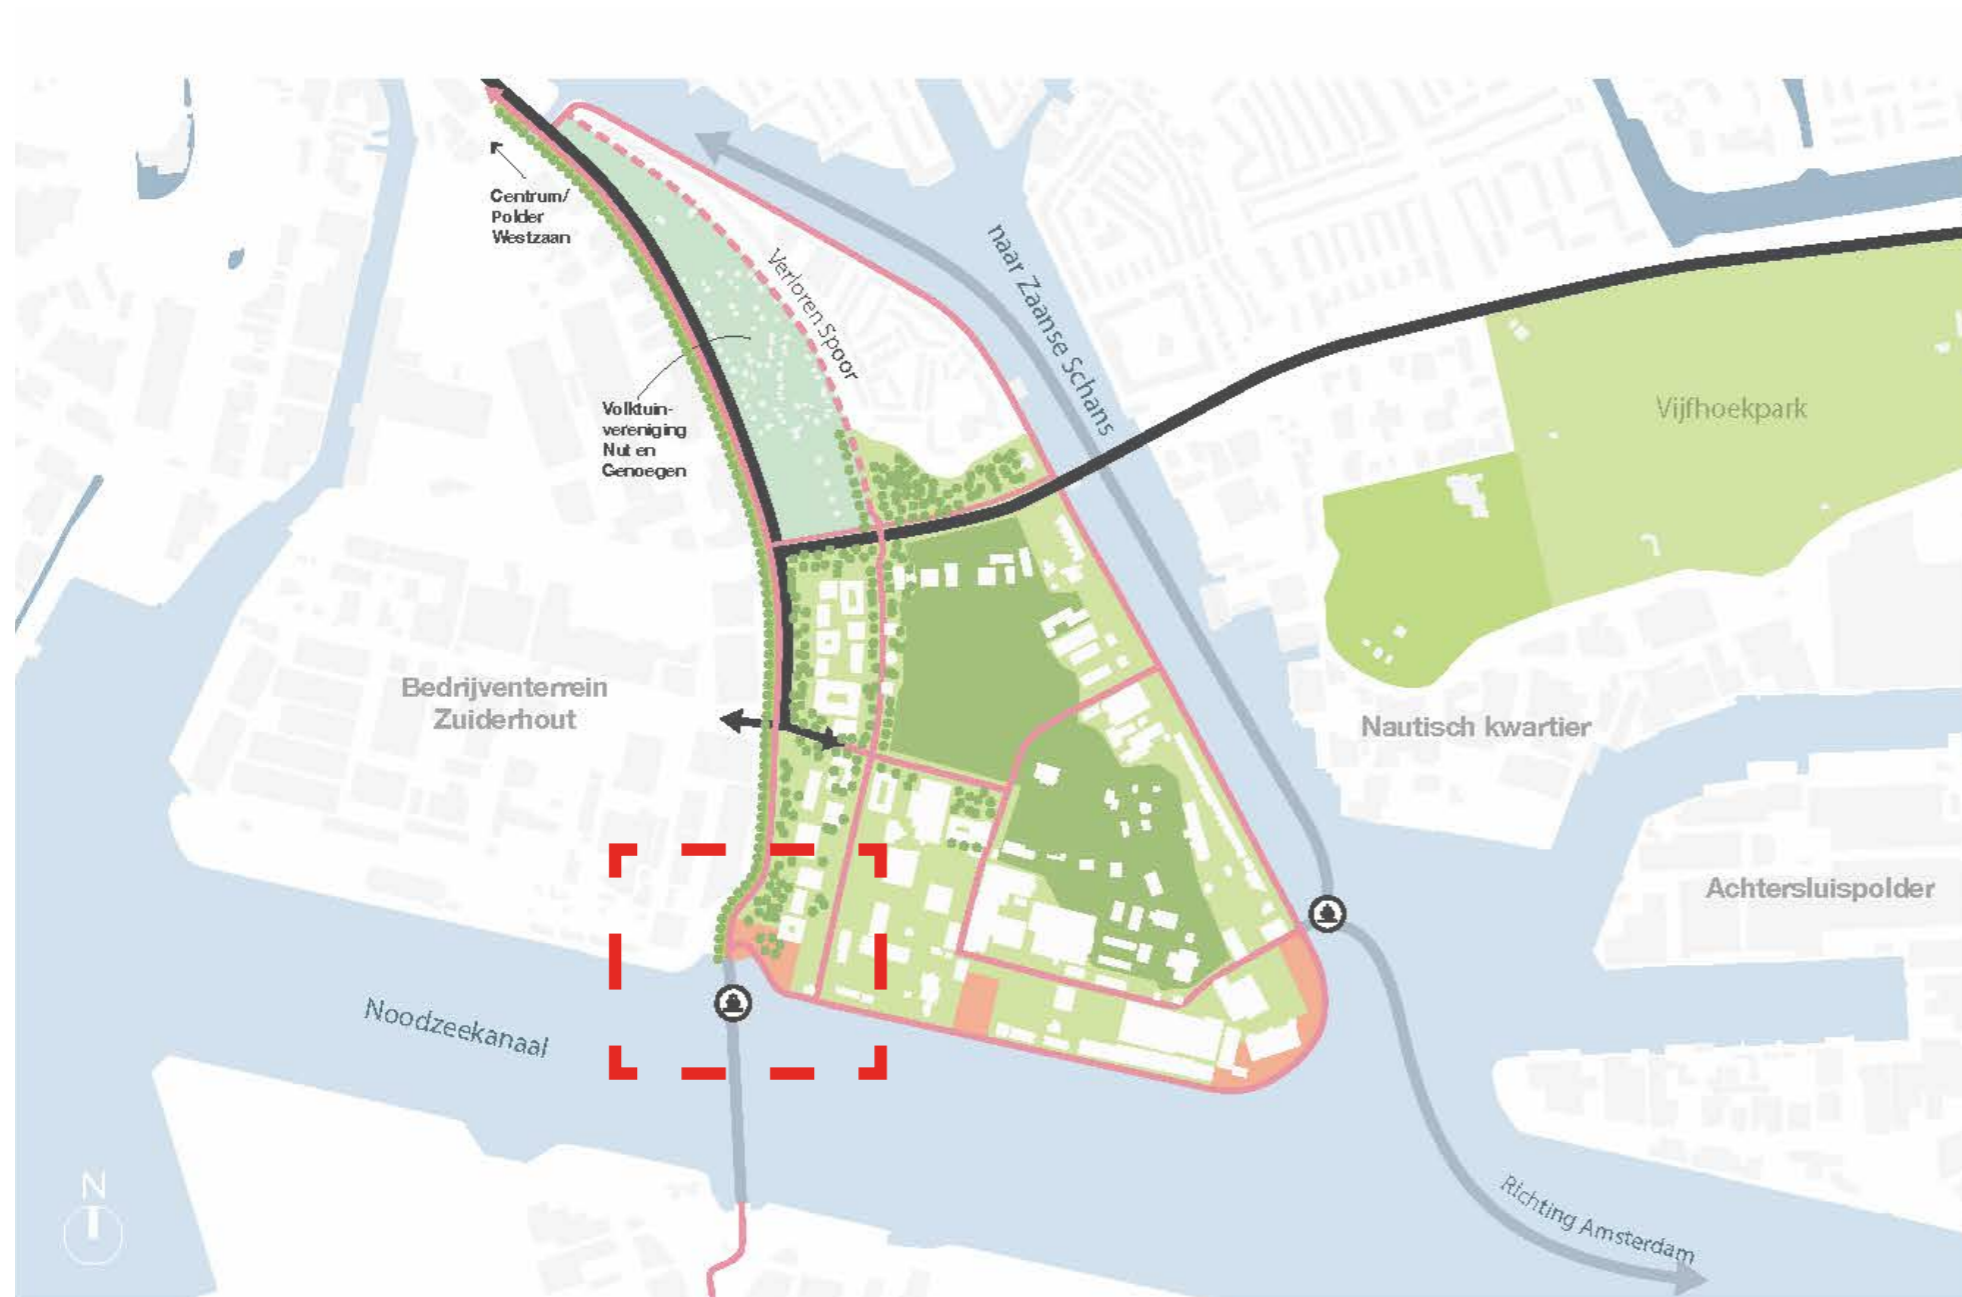 Centrum/
Polder
Westzaan
Verloren Spoor
naar Zaanse Schans
Volktuin-
vereniging
Nut en
Genoegen
Vijfhoekpark
Bedrijventerrein
Zuiderhout
Nautisch kwartier
Achtersluispolder
Noodzeekanaal
Richting Amsterdam
N